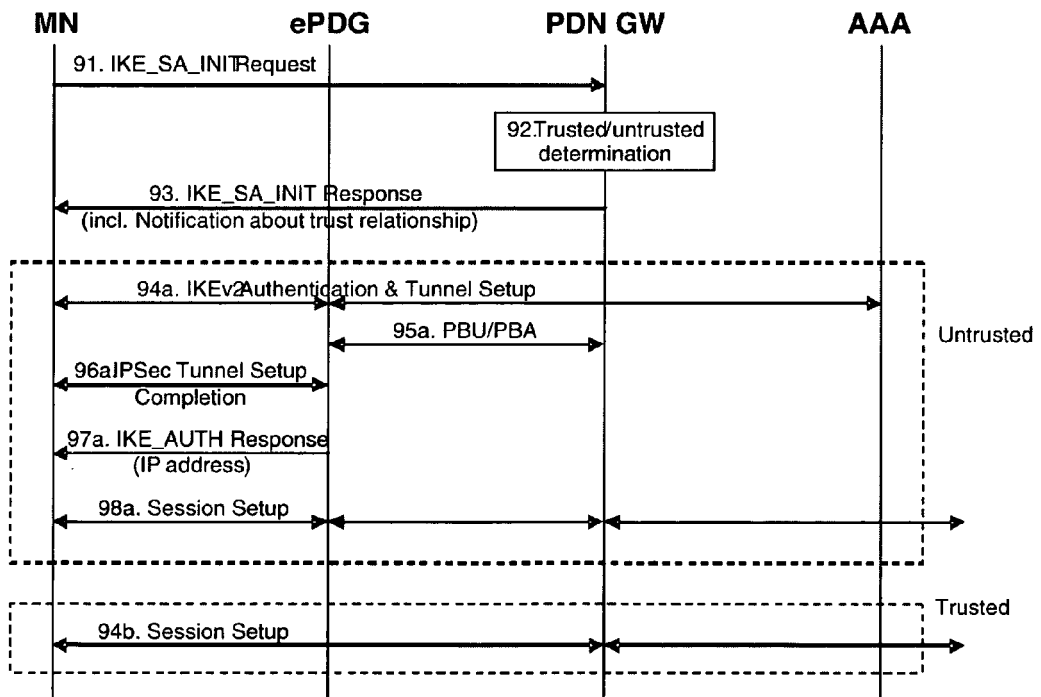 MN ePDG PDN GW AAA
91. IKE_SA_INITRequest
92.Trusted/untrusted
determination
93. IKE_SA_INIT Response
(incl. Notification about trust relationship)
94a. IKEv2Authentication & Tunnel Setup
95a. PBU/PBA
Untrusted
96a.IPSec Tunnel Setup
Completion
97a. IKE_AUTH Response
(IP address)
98a. Session Setup
Trusted
94b. Session Setup